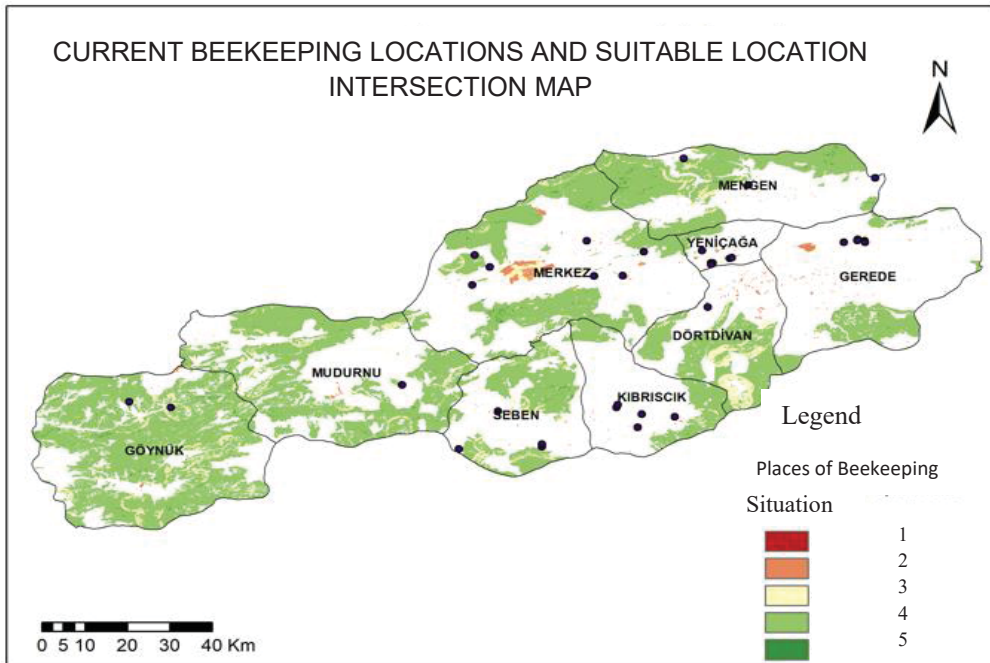 CURRENT BEEKEEPING LOCATIONS AND SUITABLE LOCATION
INTERSECTION MAP
N
MENGEN
YENİÇAĞA
GEREDE
MERKEZ
DÖRTDİVAN
MUDURNU
KIBRISCIK
SEBEN
GÖYNÜK
Legend
Places of Beekeeping
Situation
1
2
3
4
5
0 5 10 20 30 40 Km